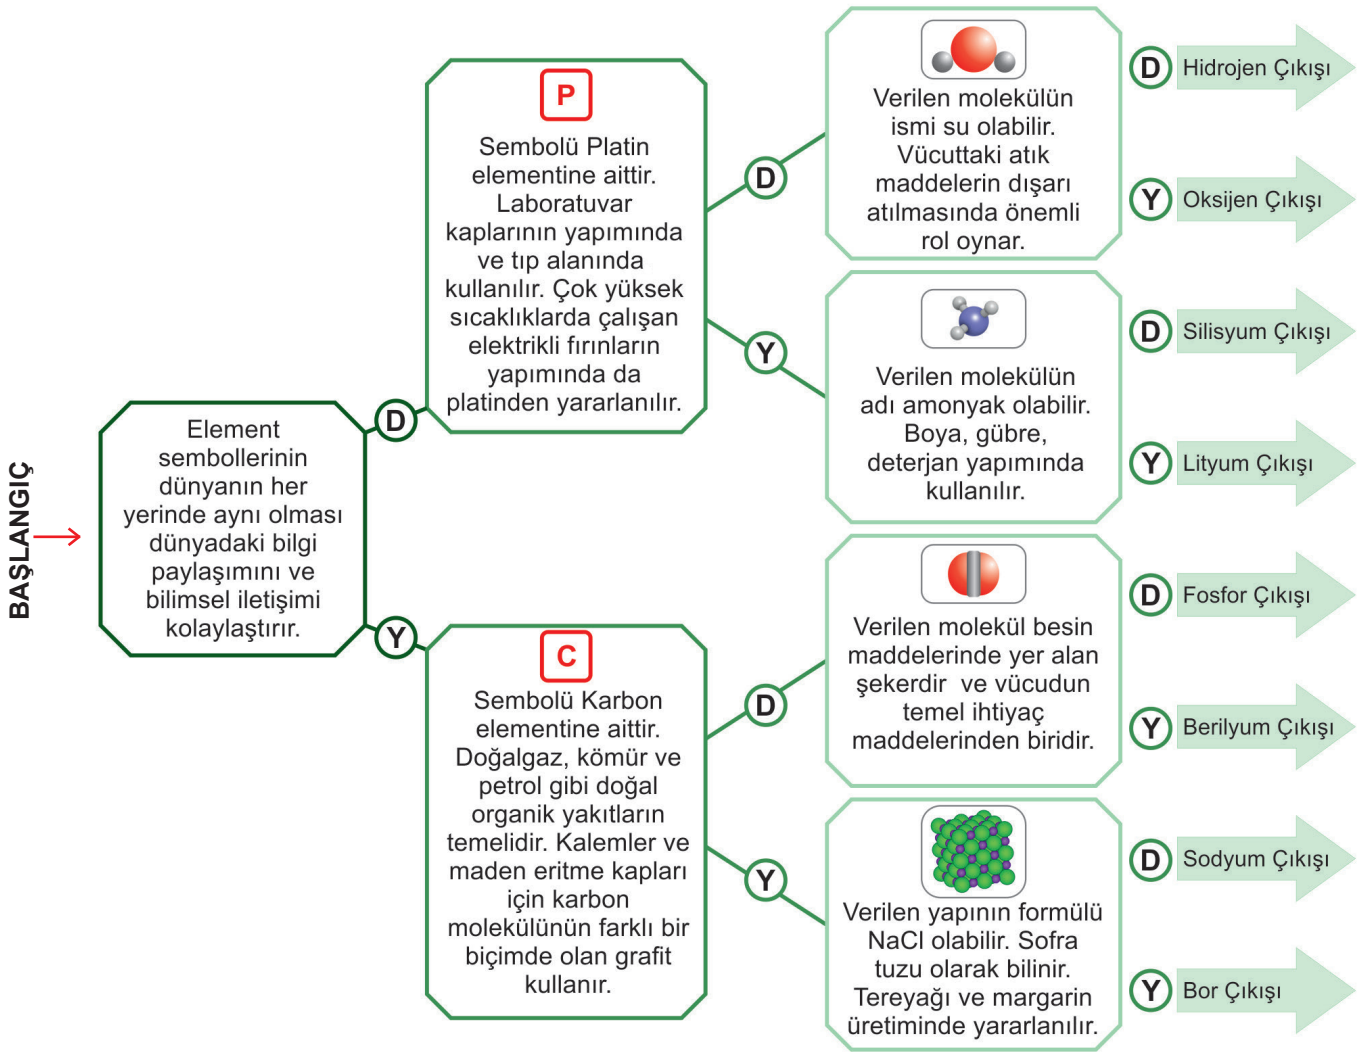 BAŞLANGIÇ
Element
sembollerinin
dünyanın her
yerinde aynı olması
dünyadaki bilgi
paylaşımını ve
bilimsel iletişimi
kolaylaştırır.
D
Y
P
Sembolü Platin
elementine aittir.
Laboratuvar
kaplarının yapımında
ve tıp alanında
kullanılır. Çok yüksek
sıcaklıklarda çalışan
elektrikli fırınların
yapımında da
platinden yararlanılır.
D
Y
C
Sembolü Karbon
elementine aittir.
Doğalgaz, kömür ve
petrol gibi doğal
organik yakıtların
temelidir. Kalemler ve
maden eritme kapları
için karbon
molekülünün farklı bir
biçimde olan grafit
kullanır.
D
Y
Verilen molekülün
ismi su olabilir.
Vücuttaki atık
maddelerin dışarı
atılmasında önemli
rol oynar.
D Hidrojen Çıkışı
Y Oksijen Çıkışı
Verilen molekülün
adı amonyak olabilir.
Boya, gübre,
deterjan yapımında
kullanılır.
D Silisyum Çıkışı
Y Lityum Çıkışı
Verilen molekül besin
maddelerinde yer alan
şekerdir ve vücudun
temel ihtiyaç
maddelerinden biridir.
D Fosfor Çıkışı
Y Berilyum Çıkışı
Verilen yapının formülü
NaCl olabilir. Sofra
tuzu olarak bilinir.
Tereyağı ve margarin
üretiminde yararlanılır.
D Sodyum Çıkışı
Y Bor Çıkışı